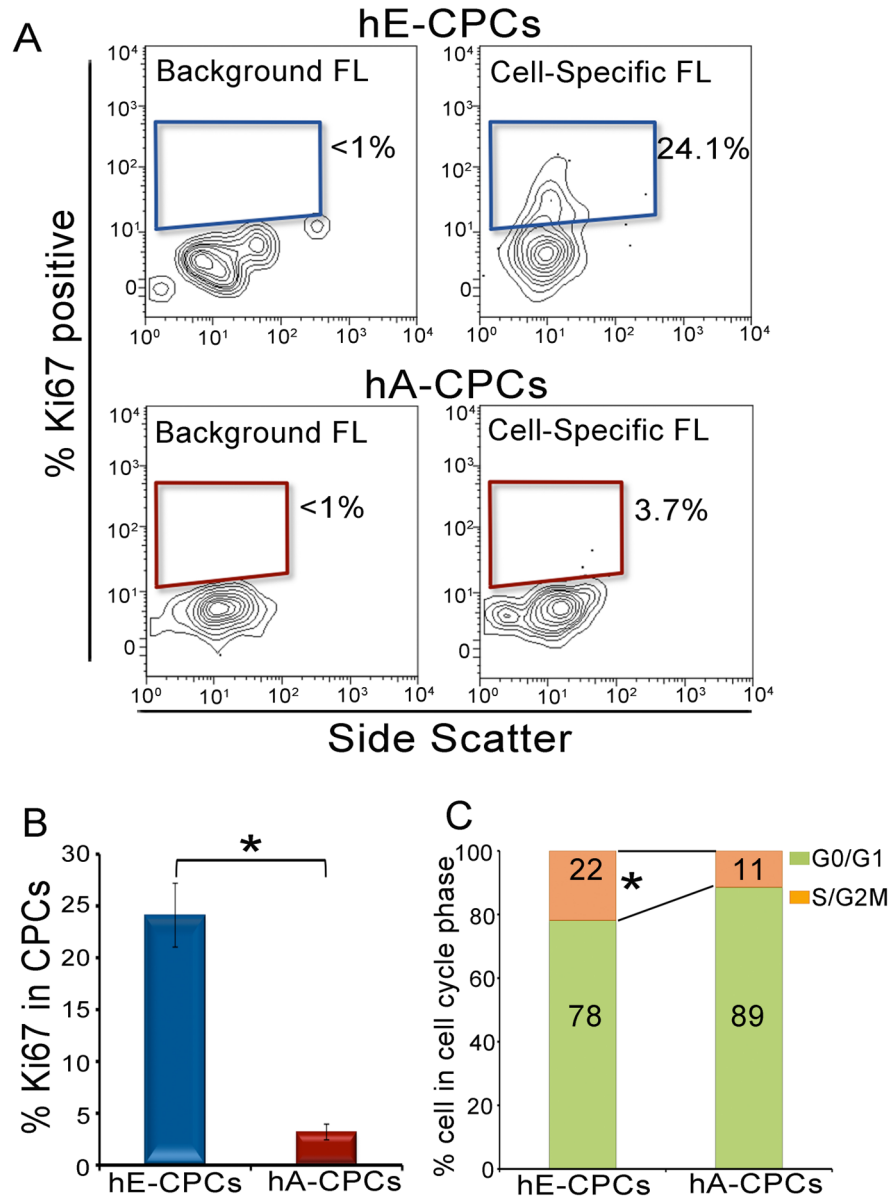 A
hE-CPCs
% Ki67 positive
Background FL
<1%
10⁴
10³
10²
10¹
0
10⁰ 10¹ 10² 10³ 10⁴
Cell-Specific FL
24.1%
10⁴
10³
10²
10¹
0
10⁰ 10¹ 10² 10³ 10⁴
hA-CPCs
Background FL
<1%
10⁴
10³
10²
10¹
0
10⁰ 10¹ 10² 10³ 10⁴
Cell-Specific FL
3.7%
10⁴
10³
10²
10¹
0
10⁰ 10¹ 10² 10³ 10⁴
Side Scatter
B
% Ki67 in CPCs
30
25
20
15
10
5
0
*
hE-CPCs hA-CPCs
C
% cell in cell cycle phase
100
80
60
40
20
0
22 * 11
78 89
hE-CPCs hA-CPCs
G0/G1
S/G2M